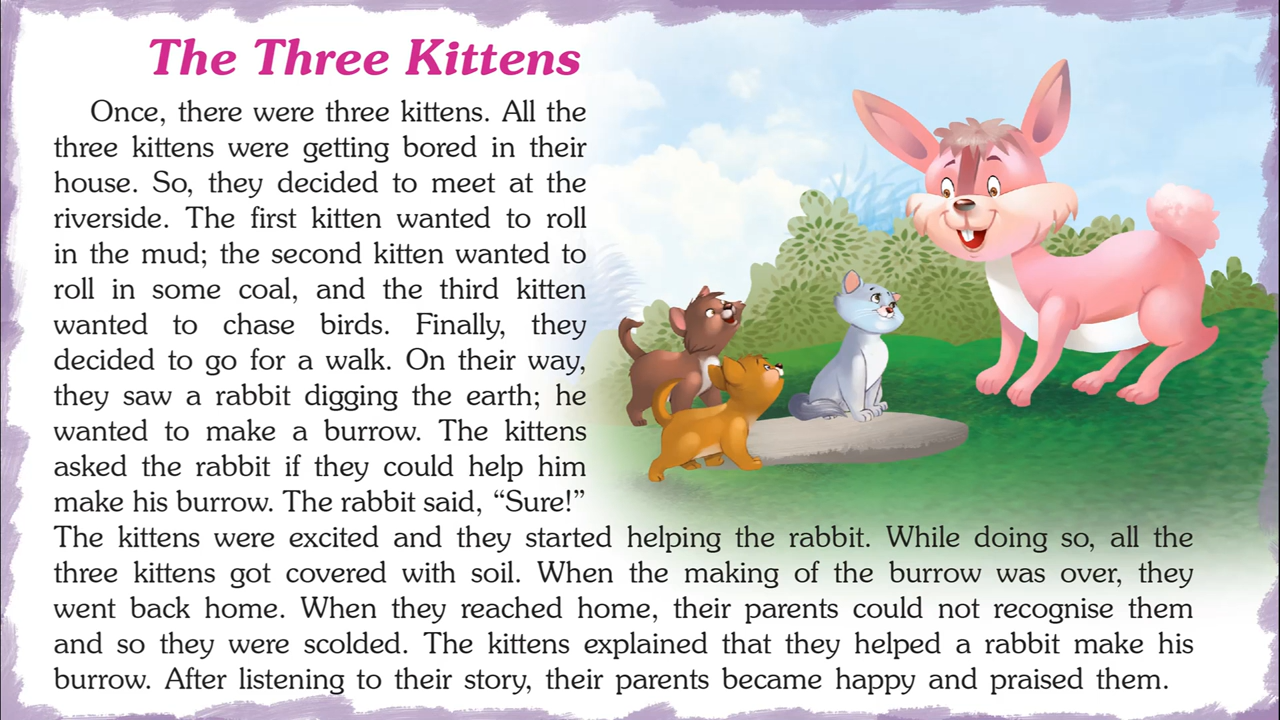 The Three Kittens
Once, there were three kittens. All the
three kittens were getting bored in their
house. So, they decided to meet at the
riverside. The first kitten wanted to roll
in the mud; the second kitten wanted to
roll in some coal, and the third kitten
wanted to chase birds. Finally, they
decided to go for a walk. On their way,
they saw a rabbit digging the earth; he
wanted to make a burrow. The kittens
asked the rabbit if they could help him
make his burrow. The rabbit said, “Sure!”
The kittens were excited and they started helping the rabbit. While doing so, all the
three kittens got covered with soil. When the making of the burrow was over, they
went back home. When they reached home, their parents could not recognise them
and so they were scolded. The kittens explained that they helped a rabbit make his
burrow. After listening to their story, their parents became happy and praised them.